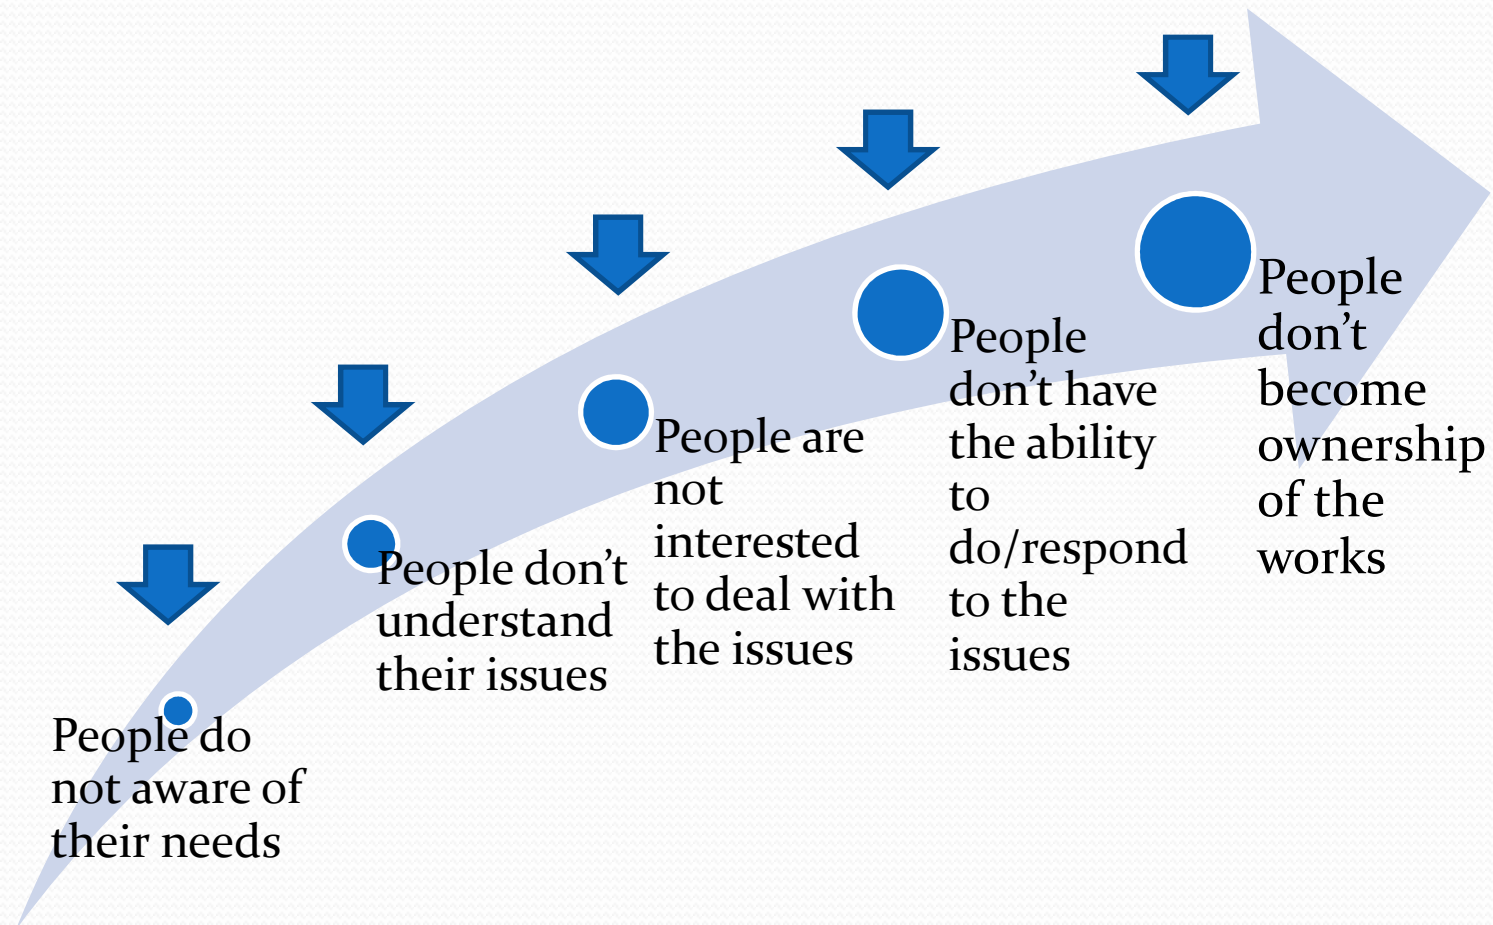 People do
not aware of
their needs
People don’t
understand
their issues
People are
not
interested
to deal with
the issues
People
don’t have
the ability
to
do/respond
to the
issues
People
don’t
become
ownership
of the
works